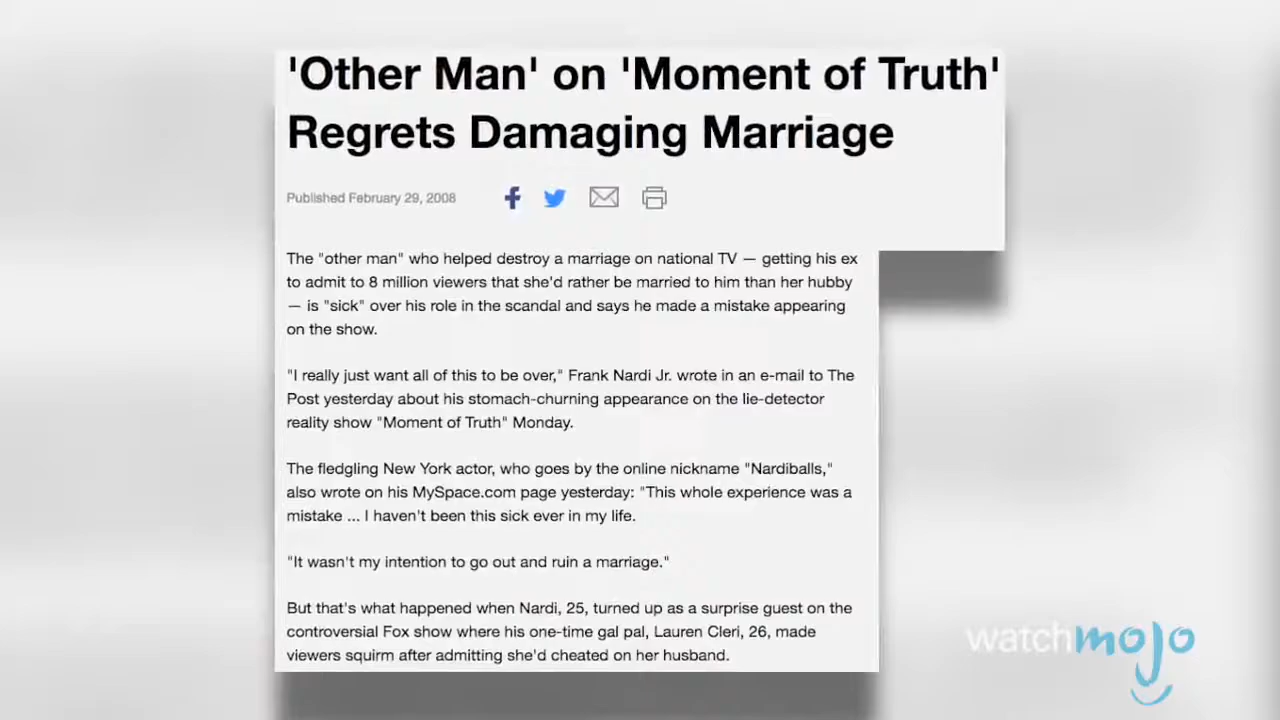 'Other Man' on 'Moment of Truth'
Regrets Damaging Marriage
Published February 29, 2008
The "other man" who helped destroy a marriage on national TV — getting his ex
to admit to 8 million viewers that she'd rather be married to him than her hubby
— is "sick" over his role in the scandal and says he made a mistake appearing
on the show.
"I really just want all of this to be over," Frank Nardi Jr. wrote in an e-mail to The
Post yesterday about his stomach-churning appearance on the lie-detector
reality show "Moment of Truth" Monday.
The fledgling New York actor, who goes by the online nickname "Nardiballs,"
also wrote on his MySpace.com page yesterday: "This whole experience was a
mistake ... I haven't been this sick ever in my life.
"It wasn't my intention to go out and ruin a marriage."
But that's what happened when Nardi, 25, turned up as a surprise guest on the
controversial Fox show where his one-time gal pal, Lauren Cleri, 26, made
viewers squirm after admitting she'd cheated on her husband.
watchmojo